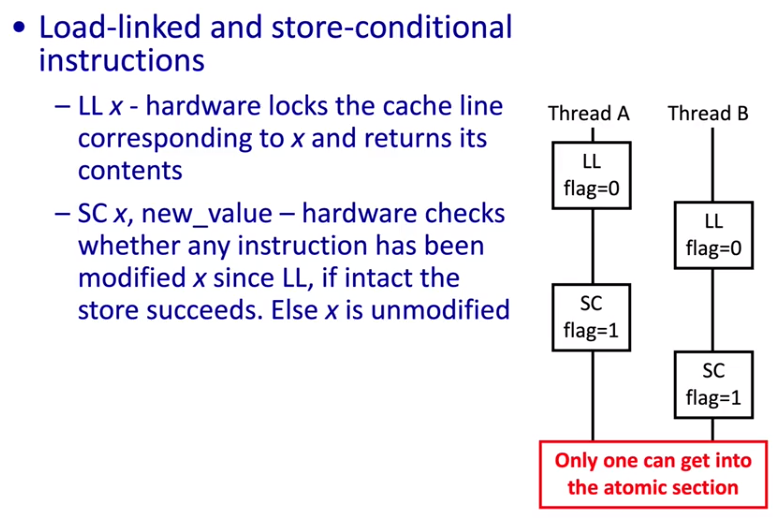 • Load-linked and store-conditional
instructions
– LL x - hardware locks the cache line
corresponding to x and returns its
contents
– SC x, new_value – hardware checks
whether any instruction has been
modified x since LL, if intact the
store succeeds. Else x is unmodified
Thread A
Thread B
LL
flag=0
LL
flag=0
SC
flag=1
SC
flag=1
Only one can get into
the atomic section